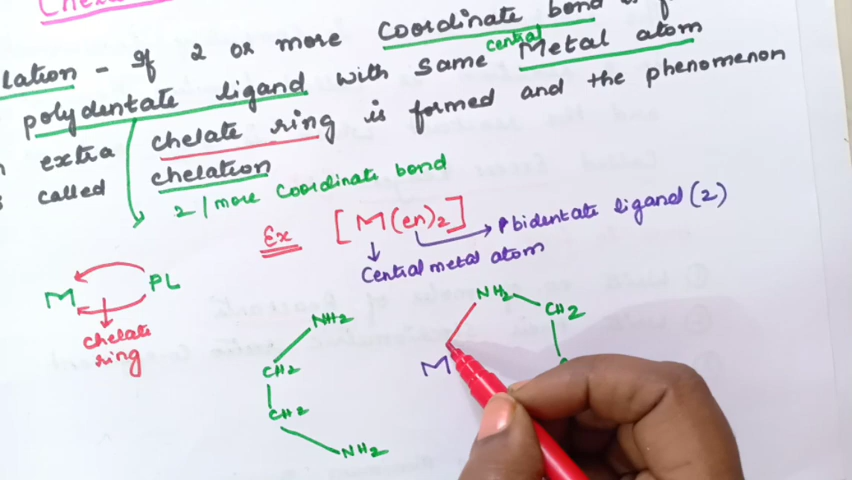 lation - If 2 or more coordinate bond is
polydentate ligand with same central Metal atom
extra chelate ring is formed and the phenomenon
called chelation
2 / more coordinate bond
Ex [M(en)2] bidentate ligand (2)
Central metal atom
M PL
chelate
ring
NH2
CH2
CH2
NH2
NH2
CH2
M